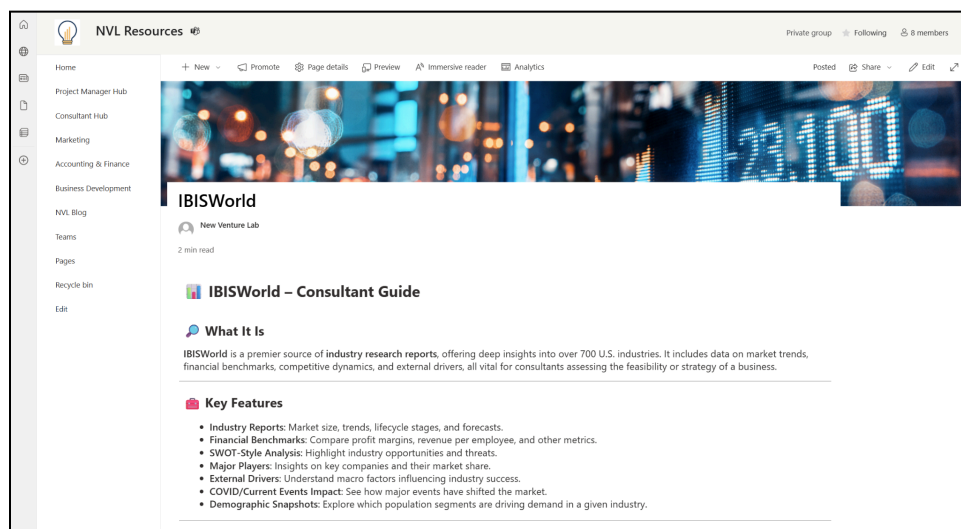 NVL Resources
Private group
Following
8 members
Home
Project Manager Hub
Consultant Hub
Marketing
Accounting & Finance
Business Development
NVL Blog
Teams
Pages
Recycle bin
Edit
New
Promote
Page details
Preview
Immersive reader
Analytics
Posted
Share
Edit
23,100
IBISWorld
New Venture Lab
2 min read
IBISWorld – Consultant Guide
What It Is
IBISWorld is a premier source of industry research reports, offering deep insights into over 700 U.S. industries. It includes data on market trends,
financial benchmarks, competitive dynamics, and external drivers, all vital for consultants assessing the feasibility or strategy of a business.
Key Features
• Industry Reports: Market size, trends, lifecycle stages, and forecasts.
• Financial Benchmarks: Compare profit margins, revenue per employee, and other metrics.
• SWOT-Style Analysis: Highlight industry opportunities and threats.
• Major Players: Insights on key companies and their market share.
• External Drivers: Understand macro factors influencing industry success.
• COVID/Current Events Impact: See how major events have shifted the market.
• Demographic Snapshots: Explore which population segments are driving demand in a given industry.